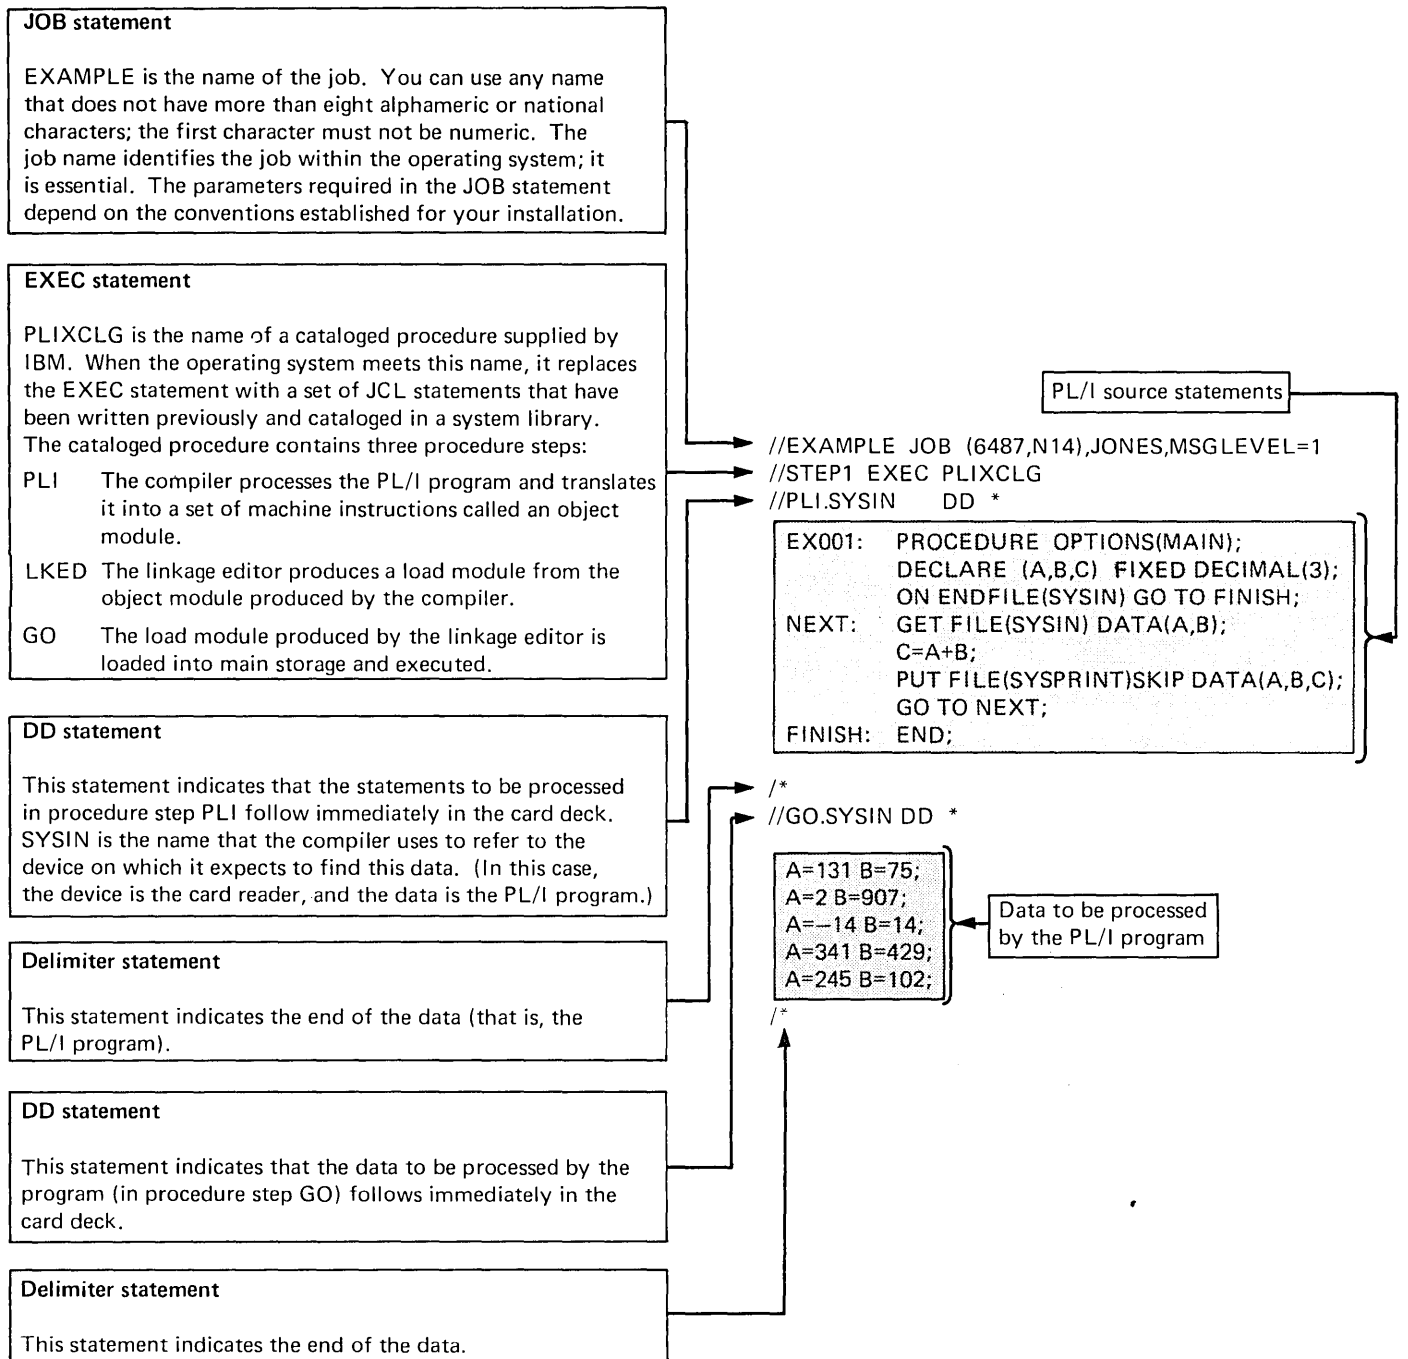 JOB statement
EXAMPLE is the name of the job. You can use any name
that does not have more than eight alphameric or national
characters; the first character must not be numeric. The
job name identifies the job within the operating system; it
is essential. The parameters required in the JOB statement
depend on the conventions established for your installation.
EXEC statement
PLIXCLG is the name of a cataloged procedure supplied by
IBM. When the operating system meets this name, it replaces
the EXEC statement with a set of JCL statements that have
been written previously and cataloged in a system library.
The cataloged procedure contains three procedure steps:
PLI The compiler processes the PL/I program and translates
it into a set of machine instructions called an object
module.
LKED The linkage editor produces a load module from the
object module produced by the compiler.
GO The load module produced by the linkage editor is
loaded into main storage and executed.
DD statement
This statement indicates that the statements to be processed
in procedure step PLI follow immediately in the card deck.
SYSIN is the name that the compiler uses to refer to the
device on which it expects to find this data. (In this case,
the device is the card reader, and the data is the PL/I program.)
Delimiter statement
This statement indicates the end of the data (that is, the
PL/I program).
DD statement
This statement indicates that the data to be processed by the
program (in procedure step GO) follows immediately in the
card deck.
Delimiter statement
This statement indicates the end of the data.
PL/I source statements
//EXAMPLE JOB (6487,N14),JONES,MSGLEVEL=1
//STEP1 EXEC PLIXCLG
//PLI.SYSIN DD *
EX001: PROCEDURE OPTIONS(MAIN);
DECLARE (A,B,C) FIXED DECIMAL(3);
ON ENDFILE(SYSIN) GO TO FINISH;
NEXT: GET FILE(SYSIN) DATA(A,B);
C=A+B;
PUT FILE(SYSPRINT)SKIP DATA(A,B,C);
GO TO NEXT;
FINISH: END;
/*
//GO.SYSIN DD *
A=131 B=75;
A=2 B=907;
A=−14 B=14;
A=341 B=429;
A=245 B=102;
/*
Data to be processed
by the PL/I program